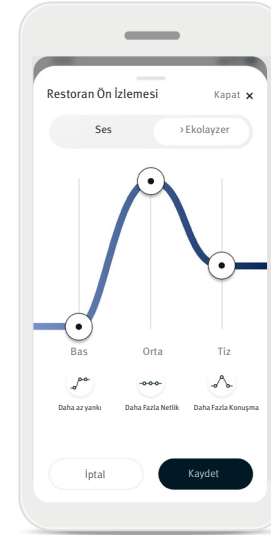 Restoran Ön İzlemesi Kapat ×
Ses › Ekolayzer
Bas Orta Tiz
Daha az yankı Daha Fazla Netlik Daha Fazla Konuşma
İptal Kaydet